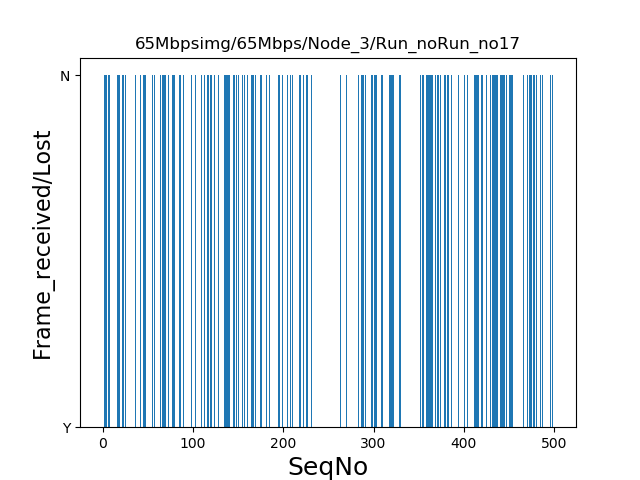 65Mbpsimg/65Mbps/Node_3/Run_noRun_no17
N
Frame_received/Lost
Y
0 100 200 300 400 500
SeqNo